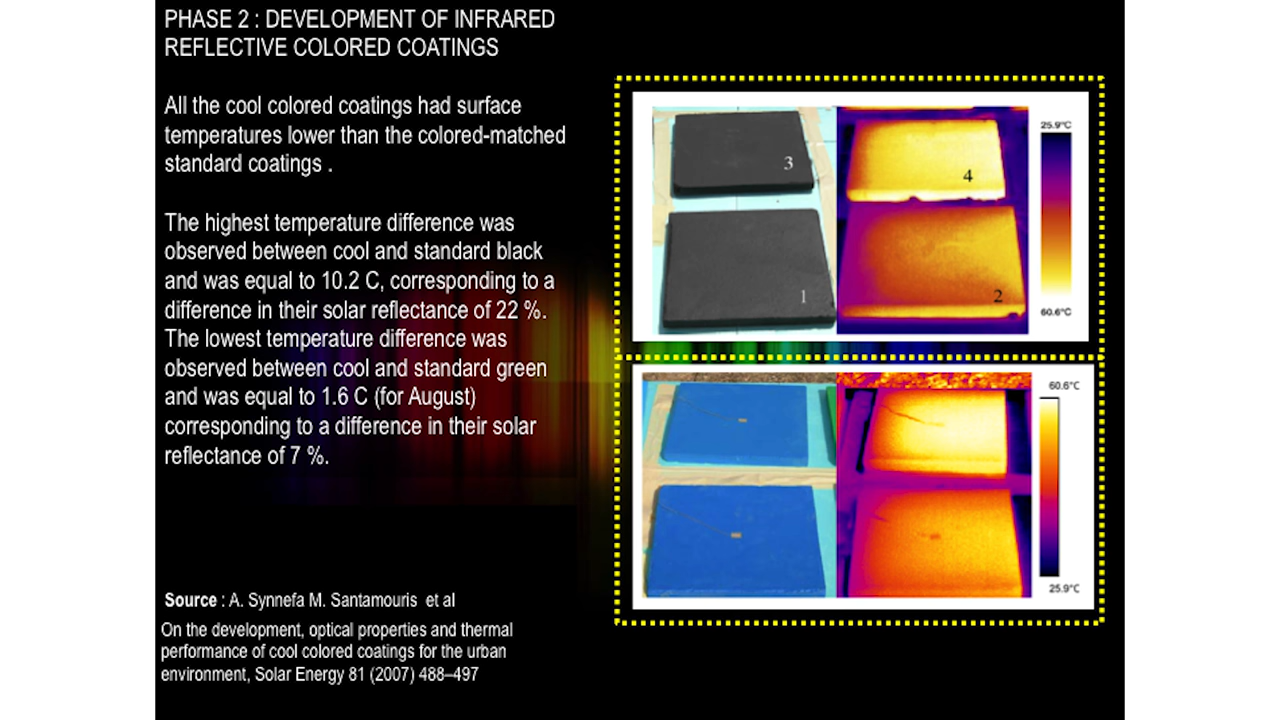 PHASE 2 : DEVELOPMENT OF INFRARED
REFLECTIVE COLORED COATINGS
All the cool colored coatings had surface
temperatures lower than the colored-matched
standard coatings .
The highest temperature difference was
observed between cool and standard black
and was equal to 10.2 C, corresponding to a
difference in their solar reflectance of 22 %.
The lowest temperature difference was
observed between cool and standard green
and was equal to 1.6 C (for August)
corresponding to a difference in their solar
reflectance of 7 %.
Source : A. Synnefa M. Santamouris et al
On the development, optical properties and thermal
performance of cool colored coatings for the urban
environment, Solar Energy 81 (2007) 488–497
3
4
1
2
25.9°C
60.6°C
60.6°C
25.9°C